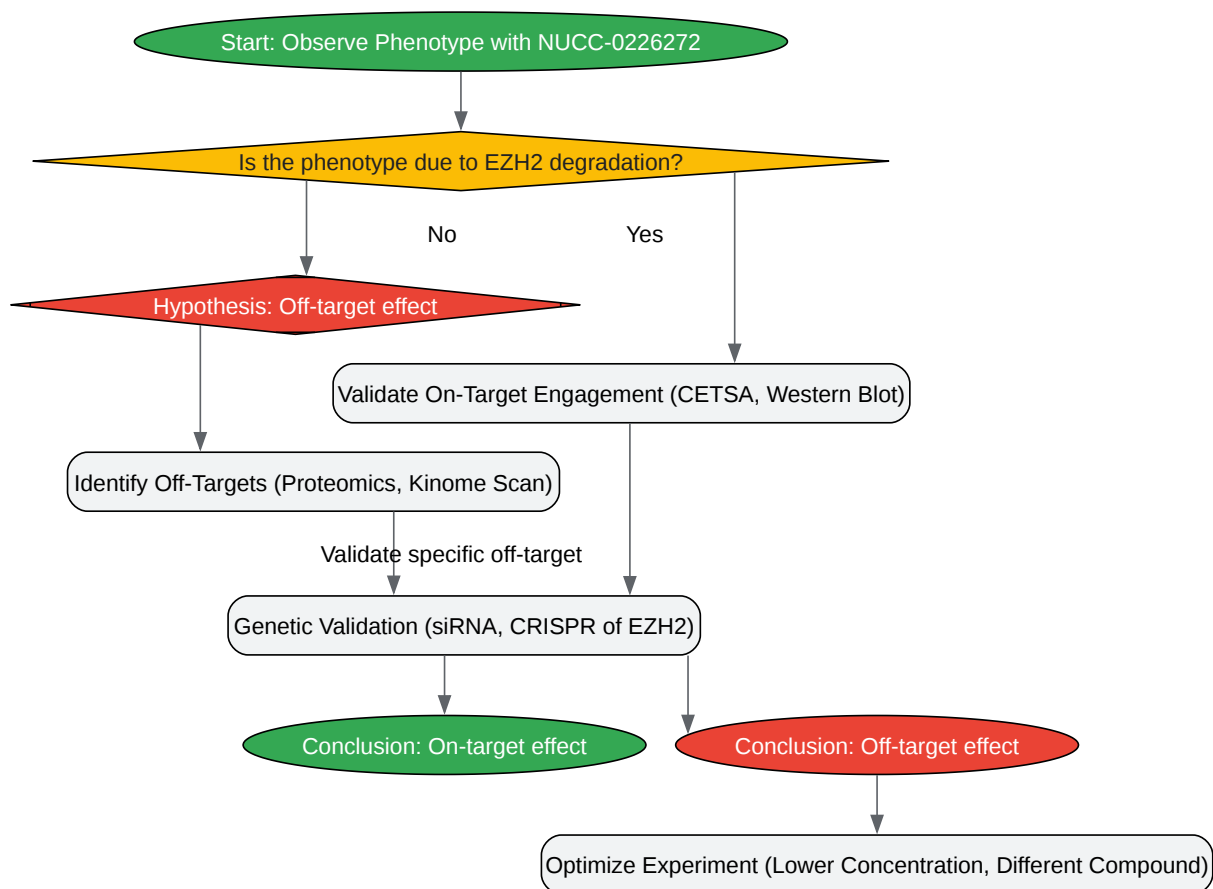 Start: Observe Phenotype with NUCC-0226272
Is the phenotype due to EZH2 degradation?
No
Yes
Hypothesis: Off-target effect
Validate On-Target Engagement (CETSA, Western Blot)
Identify Off-Targets (Proteomics, Kinome Scan)
Validate specific off-target
Genetic Validation (siRNA, CRISPR of EZH2)
Conclusion: On-target effect
Conclusion: Off-target effect
Optimize Experiment (Lower Concentration, Different Compound)